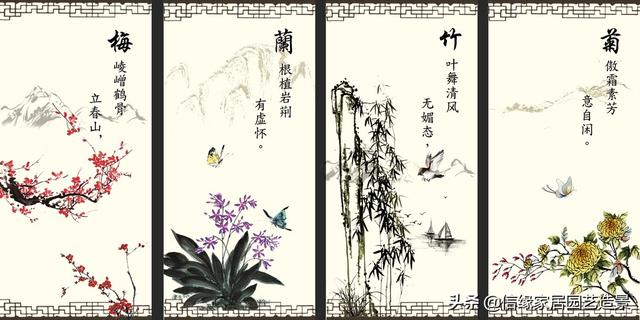 梅
崚嶒鹤骨
立春山，
蘭
根植岩荆
有虚怀。
竹
叶舞清风
无媚态，
菊
傲霜素芳
意自闲。
头条@信缘家居园艺造景